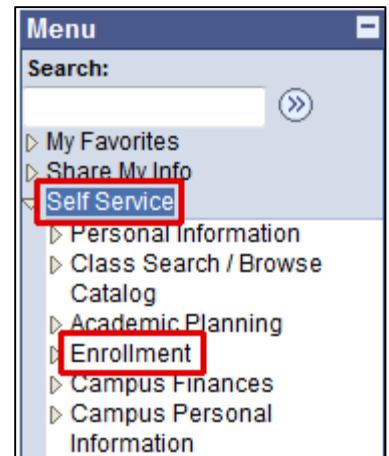 Menu
Search:
My Favorites
Share My Info
Self Service
Personal Information
Class Search / Browse
Catalog
Academic Planning
Enrollment
Campus Finances
Campus Personal
Information